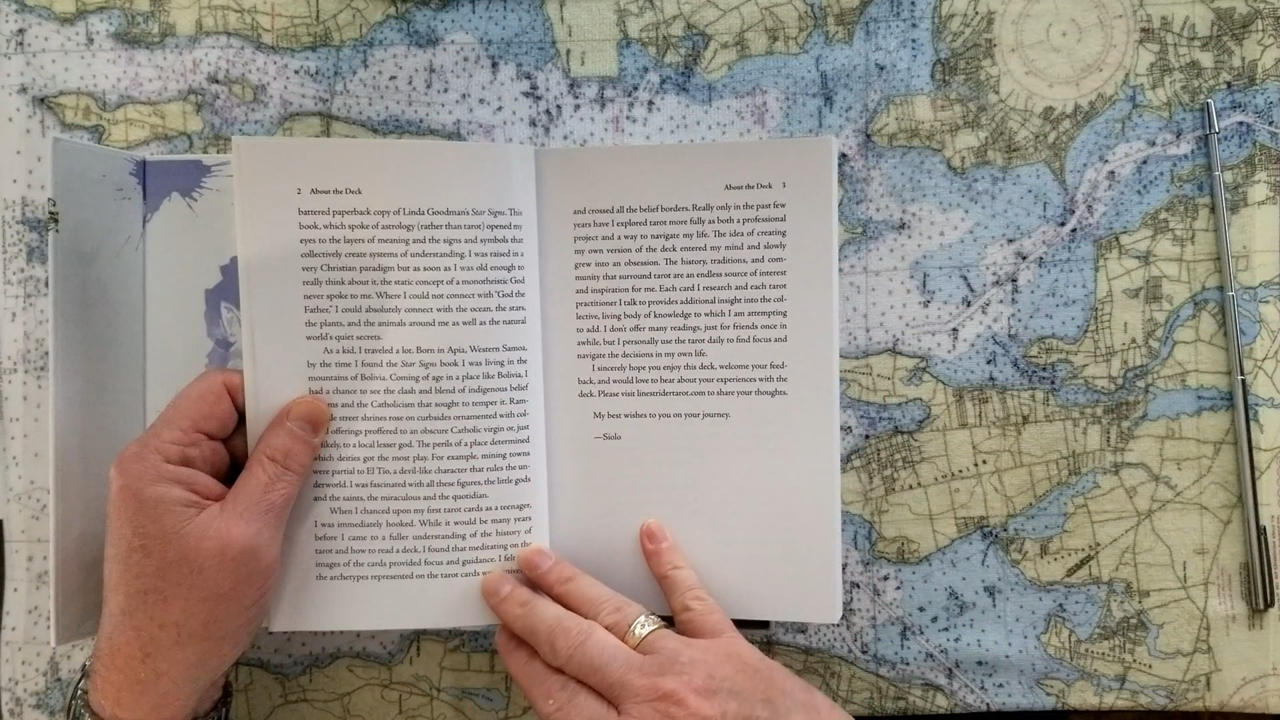 2 About the Deck
battered paperback copy of Linda Goodman's Star Signs. This
book, which spoke of astrology (rather than tarot) opened my
eyes to the layers of meaning and the signs and symbols that
collectively create systems of understanding. I was raised in a
very Christian paradigm but as soon as I was old enough to
really think about it, the static concept of a monotheistic God
never spoke to me. Where I could not connect with "God the
Father," I could absolutely connect with the ocean, the stars,
the plants, and the animals around me as well as the natural
world's quiet secrets.
As a kid, I traveled a lot. Born in Apia, Western Samoa,
by the time I found the Star Signs book I was living in the
mountains of Bolivia. Coming of age in a place like Bolivia, I
had a chance to see the clash and blend of indigenous belief
and the Catholicism that sought to temper it. Ram-
street shrines rose on curbsides ornamented with col-
offerings proffered to an obscure Catholic virgin or, just
likely, to a local lesser god. The perils of a place determined
which deities got the most play. For example, mining towns
were partial to El Tio, a devil-like character that rules the un-
derworld. I was fascinated with all these figures, the little gods
and the saints, the miraculous and the quotidian.
When I chanced upon my first tarot cards as a teenager,
I was immediately hooked. While it would be many years
before I came to a fuller understanding of the history of
tarot and how to read a deck, I found that meditating on the
images of the cards provided focus and guidance. I felt
the archetypes represented on the tarot cards
About the Deck 3
and crossed all the belief borders. Really only in the past few
years have I explored tarot more fully as both a professional
project and a way to navigate my life. The idea of creating
my own version of the deck entered my mind and slowly
grew into an obsession. The history, traditions, and com-
munity that surround tarot are an endless source of interest
and inspiration for me. Each card I research and each tarot
practitioner I talk to provides additional insight into the col-
lective, living body of knowledge to which I am attempting
to add. I don't offer many readings, just for friends once in
awhile, but I personally use the tarot daily to find focus and
navigate the decisions in my own life.
I sincerely hope you enjoy this deck, welcome your feed-
back, and would love to hear about your experiences with the
deck. Please visit linestridertarot.com to share your thoughts.
My best wishes to you on your journey.
—Siolo